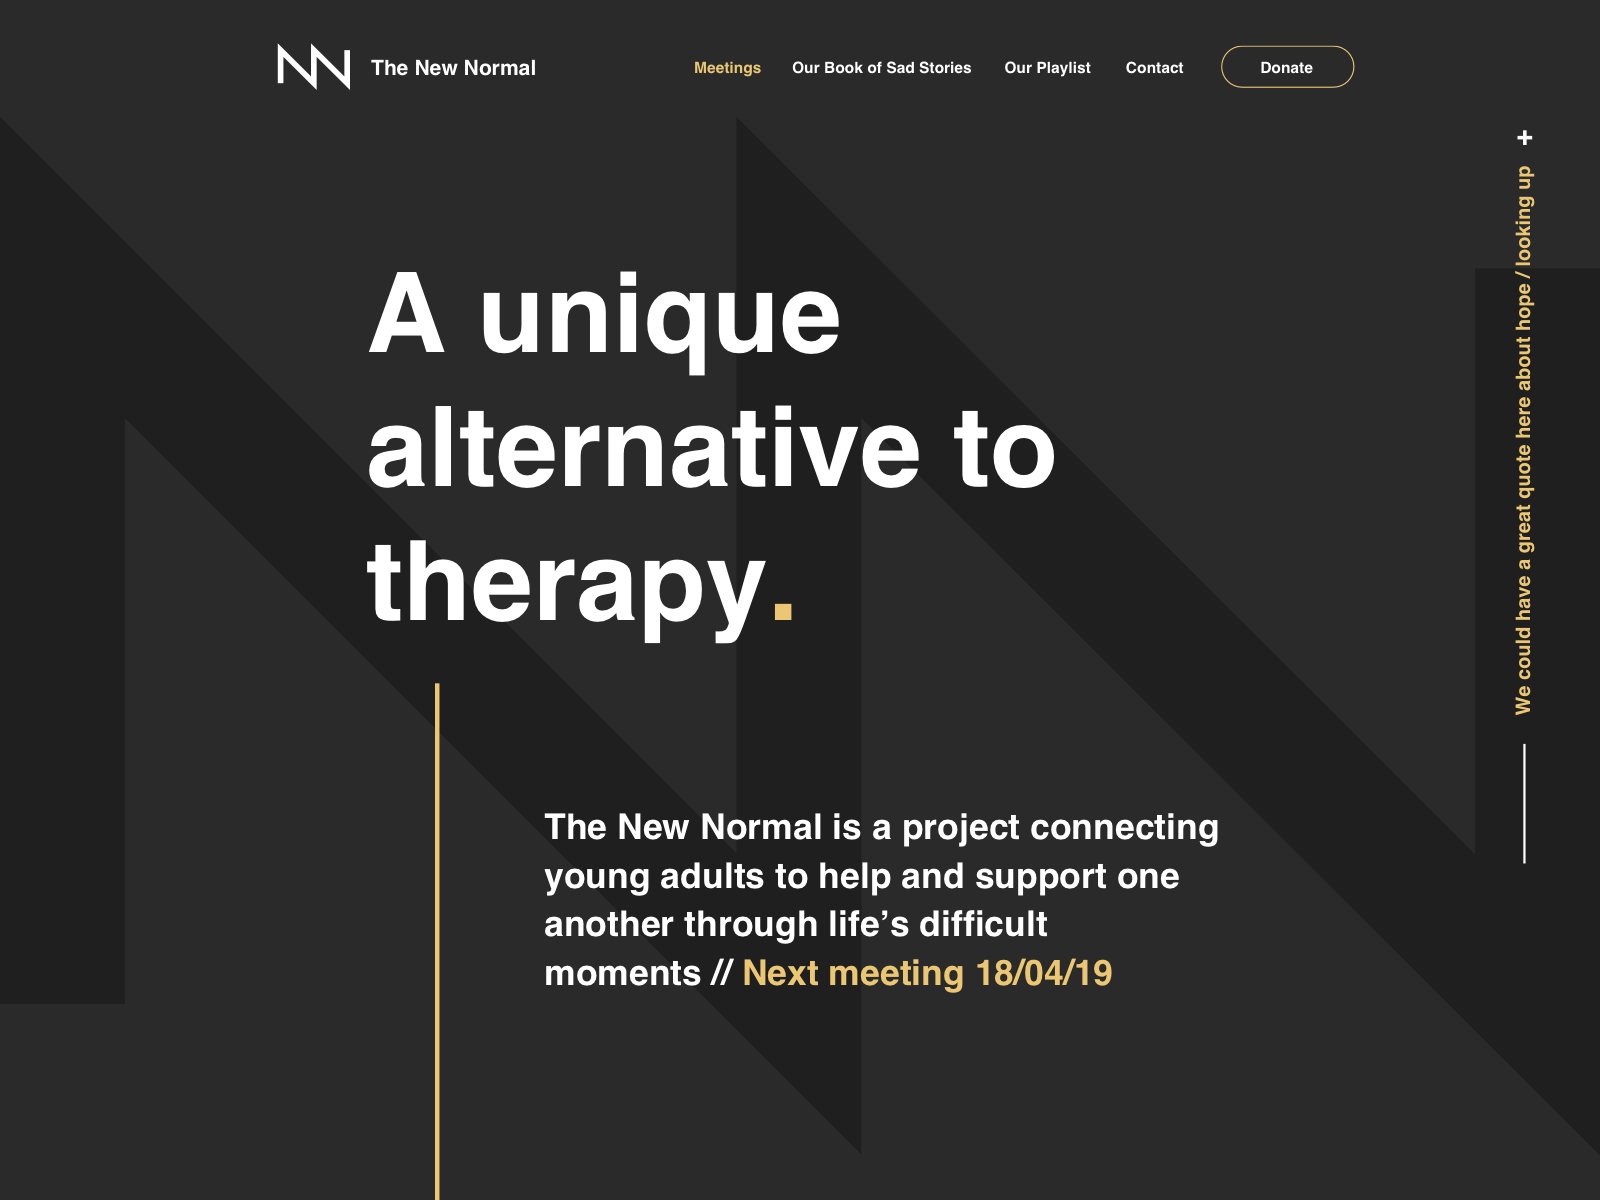 The New Normal
Meetings
Our Book of Sad Stories
Our Playlist
Contact
Donate
A unique
alternative to
therapy.
The New Normal is a project connecting
young adults to help and support one
another through life’s difficult
moments // Next meeting 18/04/19
We could have a great quote here about hope / looking up
+